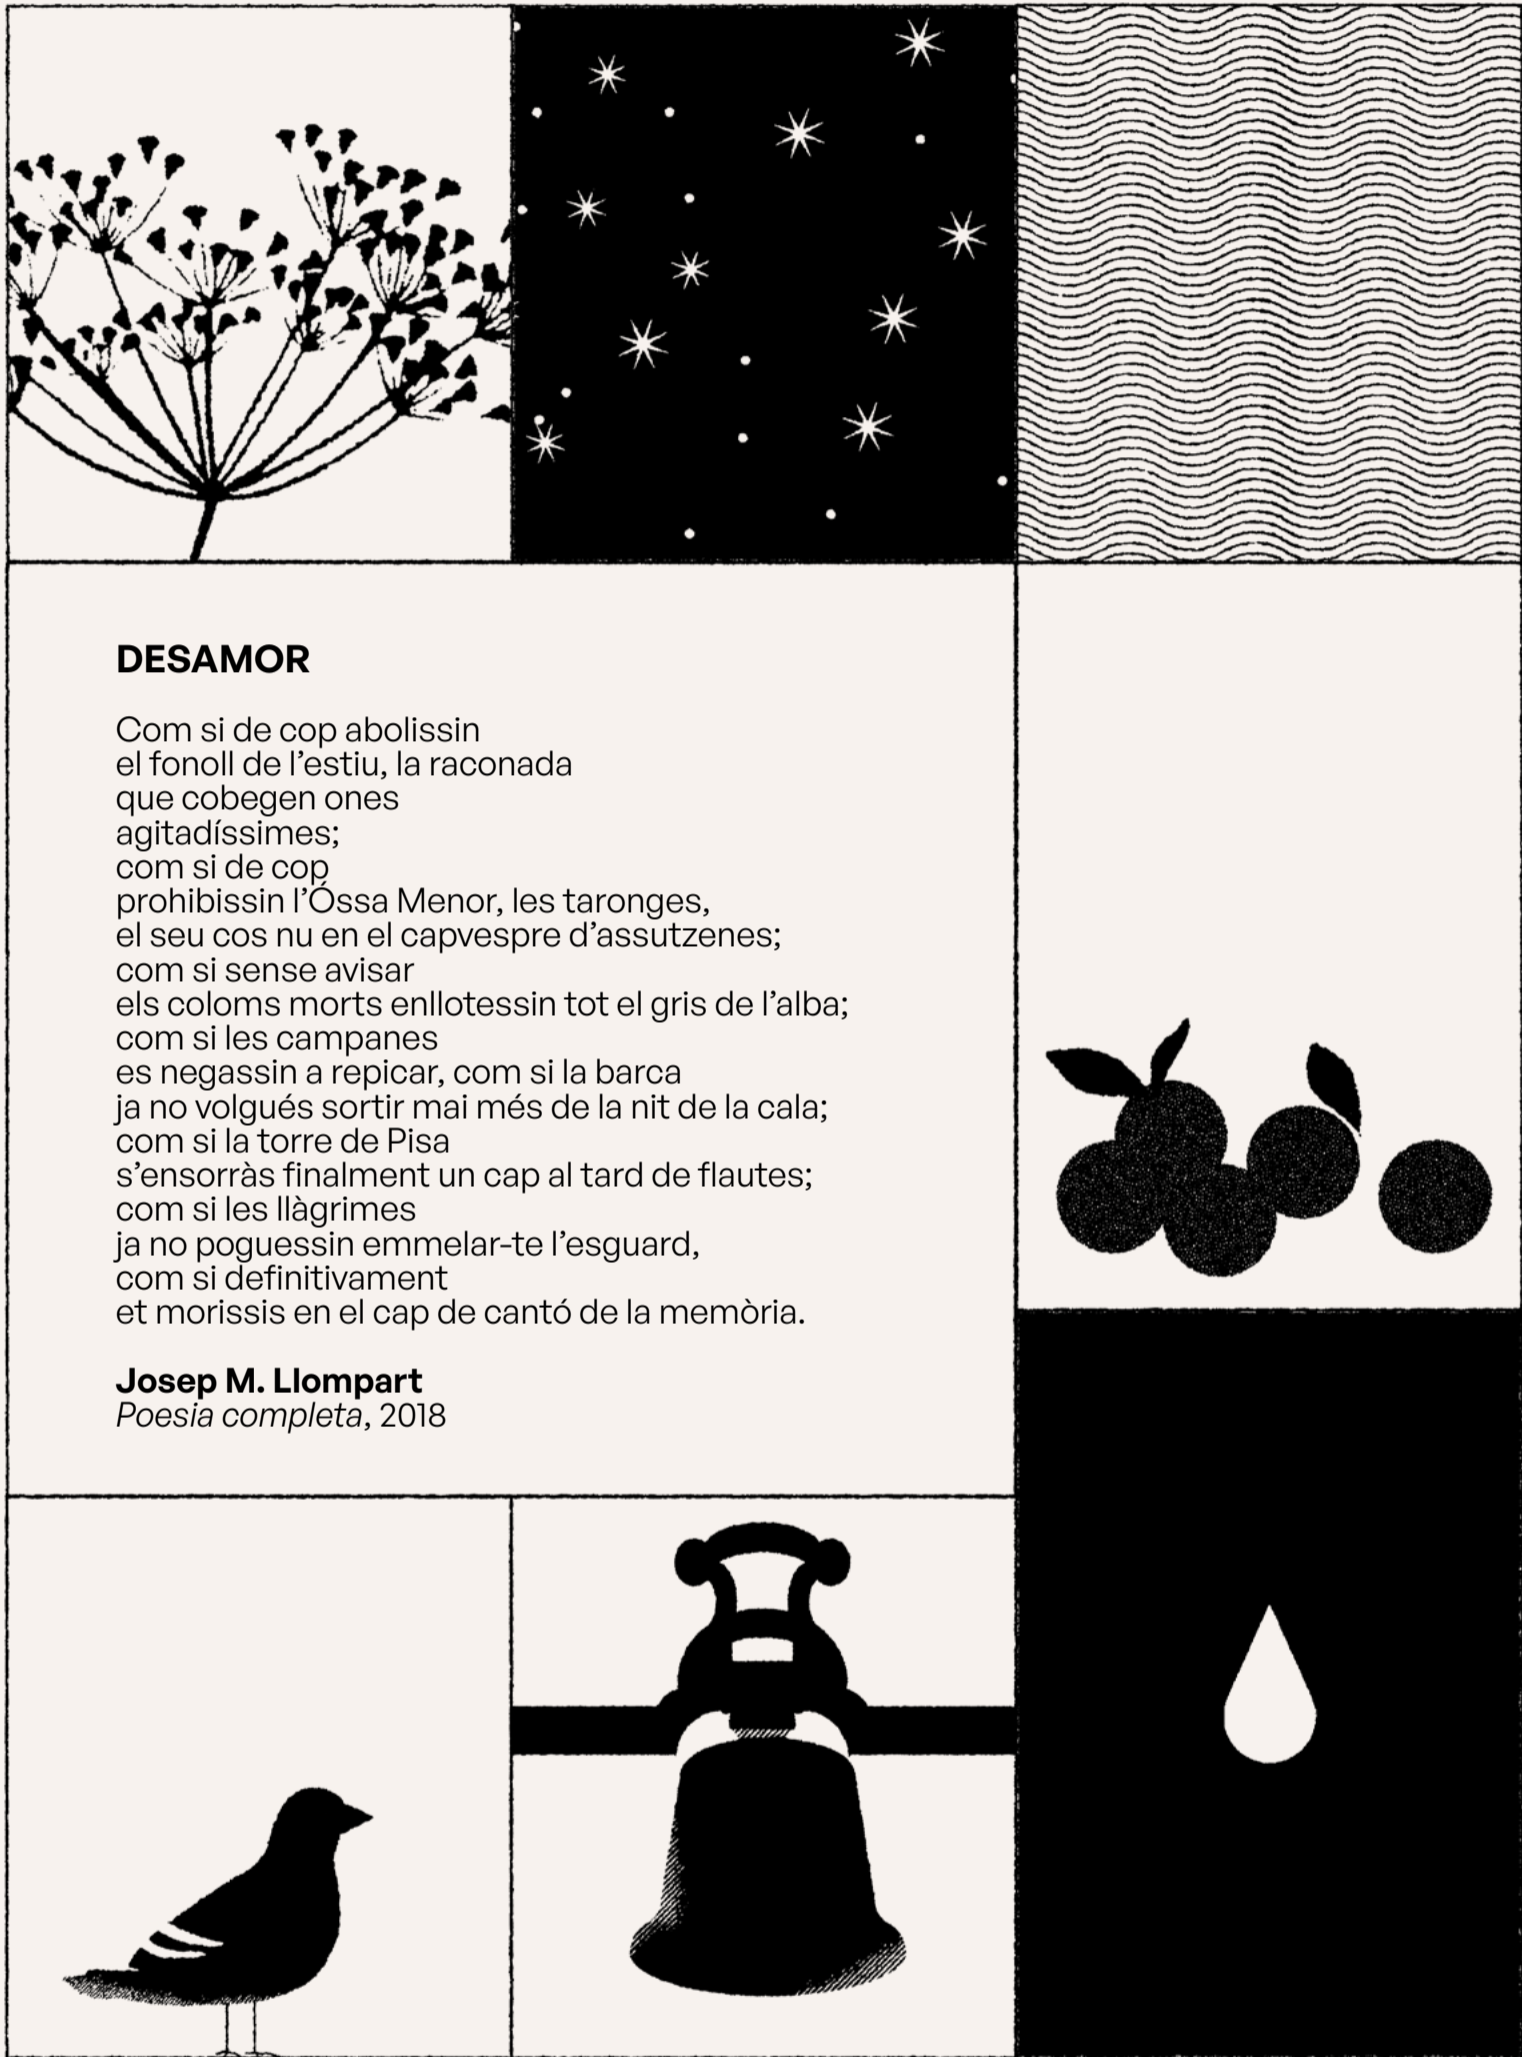 DESAMOR
Com si de cop abolissin
el fonoll de l’estiu, la raconada
que cobegen ones
agitadíssimes;
com si de cop
prohibissin l’Óssa Menor, les taronges,
el seu cos nu en el capvespre d’assutzenes;
com si sense avisar
els coloms morts enllotessin tot el gris de l’alba;
com si les campanes
es negassin a repicar, com si la barca
ja no volgués sortir mai més de la nit de la cala;
com si la torre de Pisa
s’ensorràs finalment un cap al tard de flautes;
com si les llàgrimes
ja no poguessin emmelar-te l’esguard,
com si definitivament
et morissis en el cap de cantó de la memòria.
Josep M. Llompart
Poesia completa, 2018